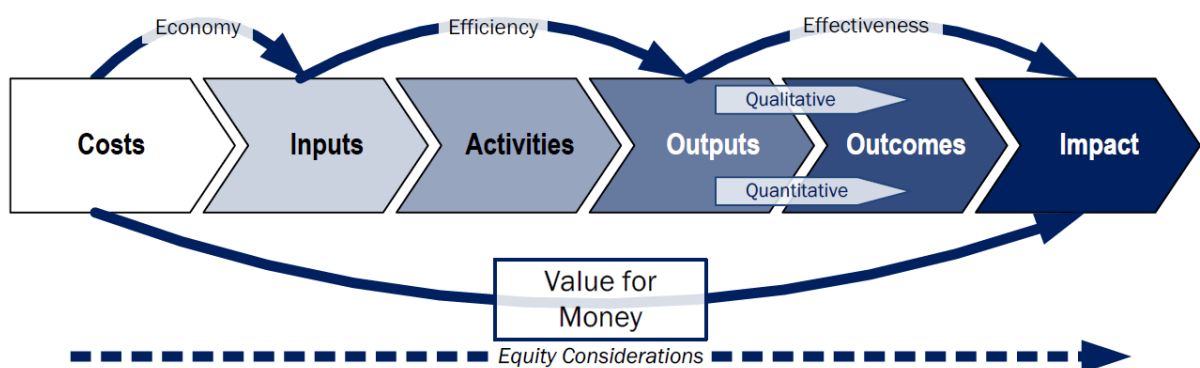 Economy
Efficiency
Effectiveness
Costs
Inputs
Activities
Outputs
Outcomes
Impact
Qualitative
Quantitative
Value for
Money
Equity Considerations